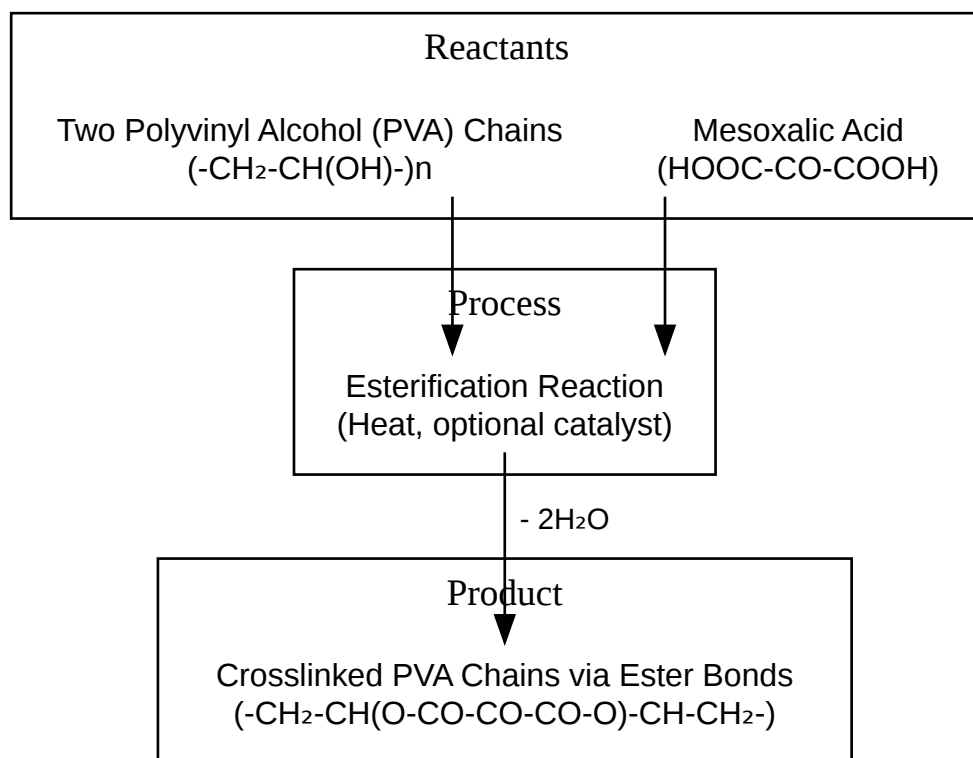 Reactants
Two Polyvinyl Alcohol (PVA) Chains
(-CH₂-CH(OH)-)n
Mesoxalic Acid
(HOOC-CO-COOH)
Process
Esterification Reaction
(Heat, optional catalyst)
- 2H₂O
Product
Crosslinked PVA Chains via Ester Bonds
(-CH₂-CH(O-CO-CO-CO-O)-CH-CH₂-)